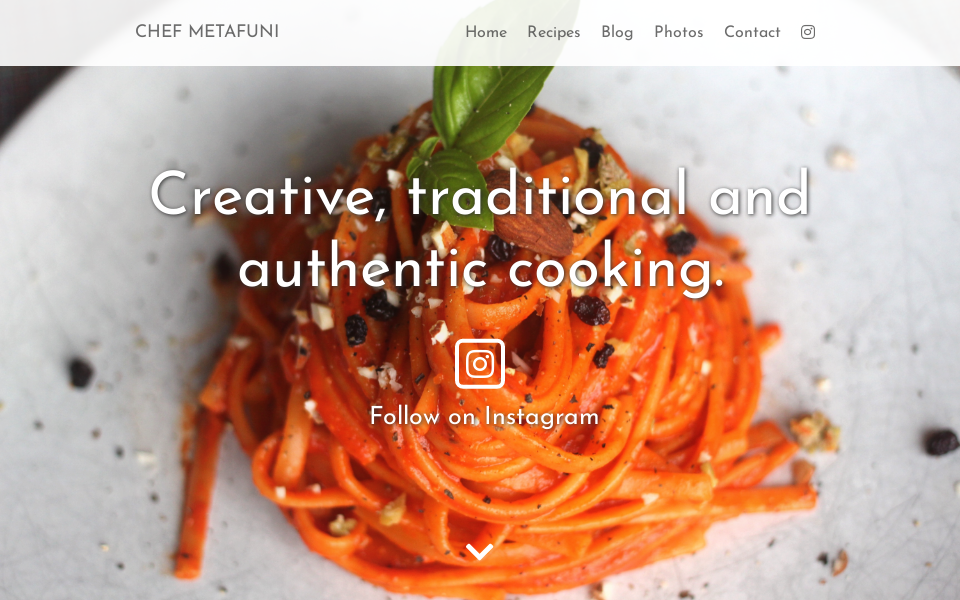 CHEF METAFUNI
Home Recipes Blog Photos Contact
Creative, traditional and
authentic cooking.
Follow on Instagram